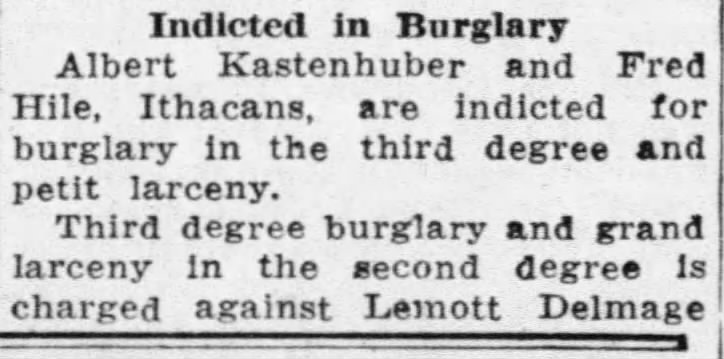 Indicted in Burglary
Albert Kastenhuber and Fred
Hile, Ithacans, are indicted for
burglary in the third degree and
petit larceny.
Third degree burglary and grand
larceny in the second degree is
charged against Lemott Delmage